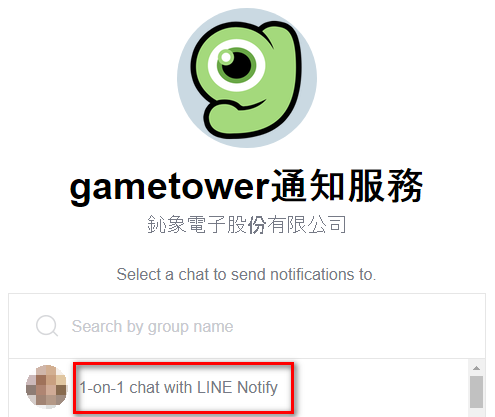 gametower通知服務
鈊象電子股份有限公司
Select a chat to send notifications to.
Search by group name
1-on-1 chat with LINE Notify